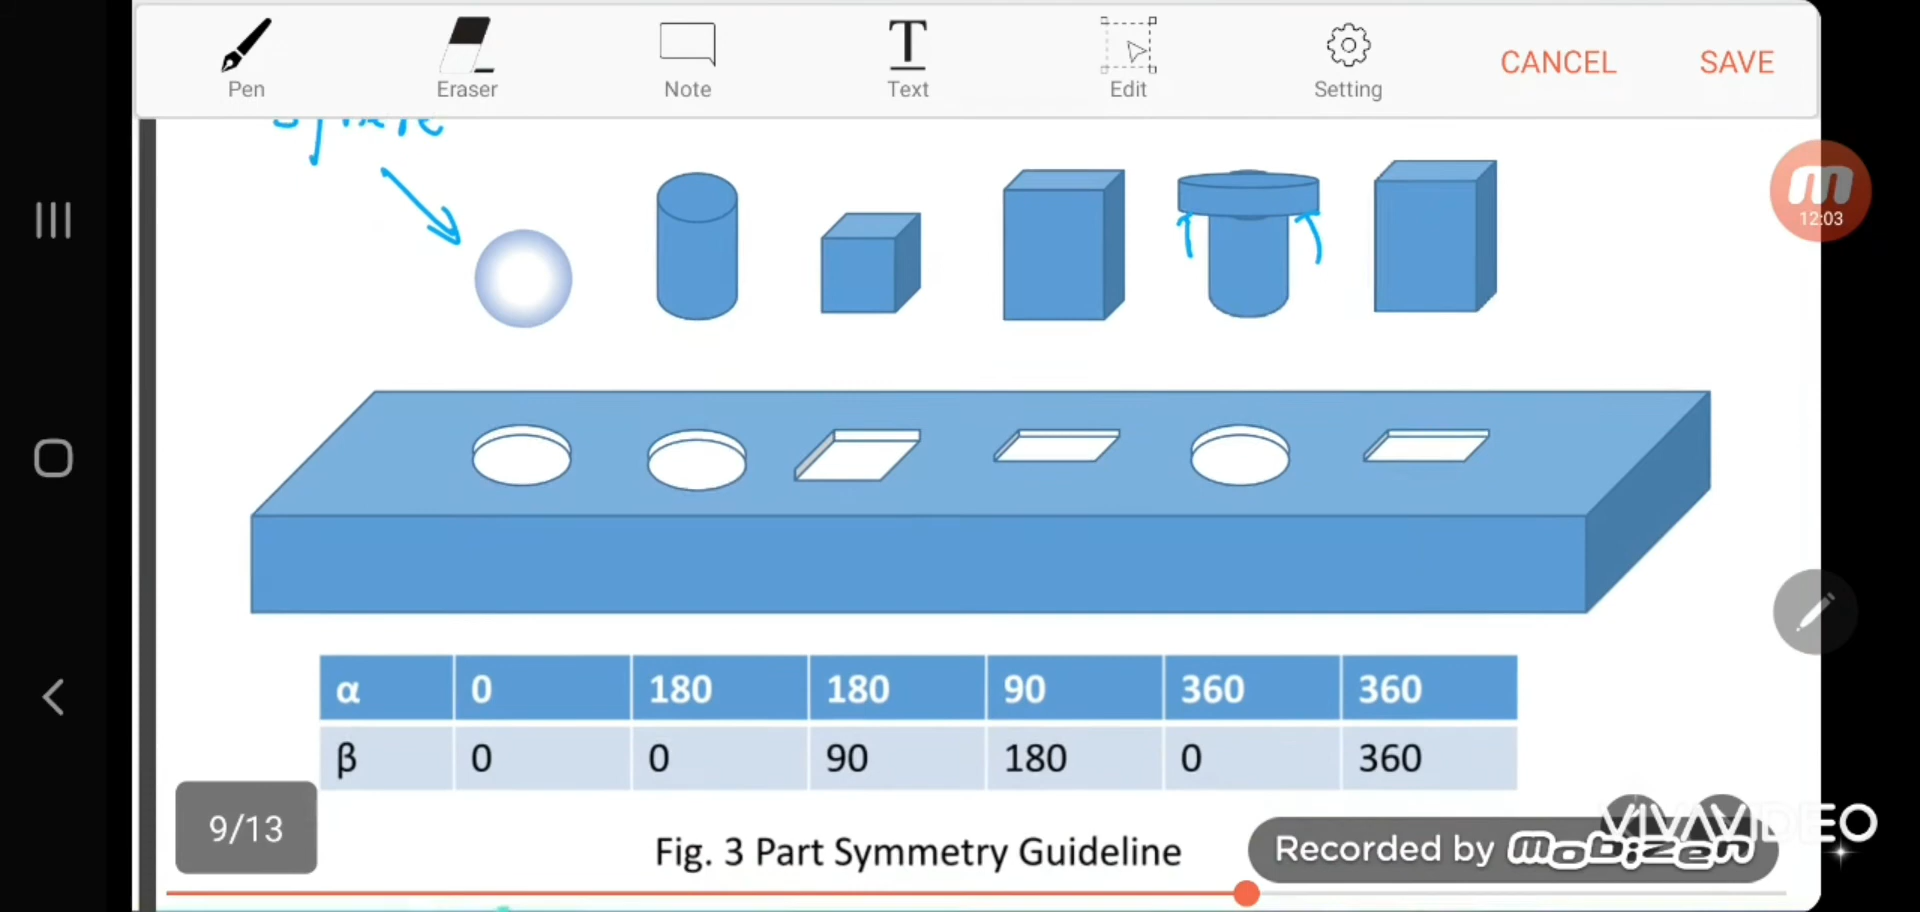 Pen Eraser Note Text Edit Setting CANCEL SAVE
12:03
α 0 180 180 90 360 360
β 0 0 90 180 0 360
9/13
Fig. 3 Part Symmetry Guideline
VIVAVIDEO
Recorded by mobizen